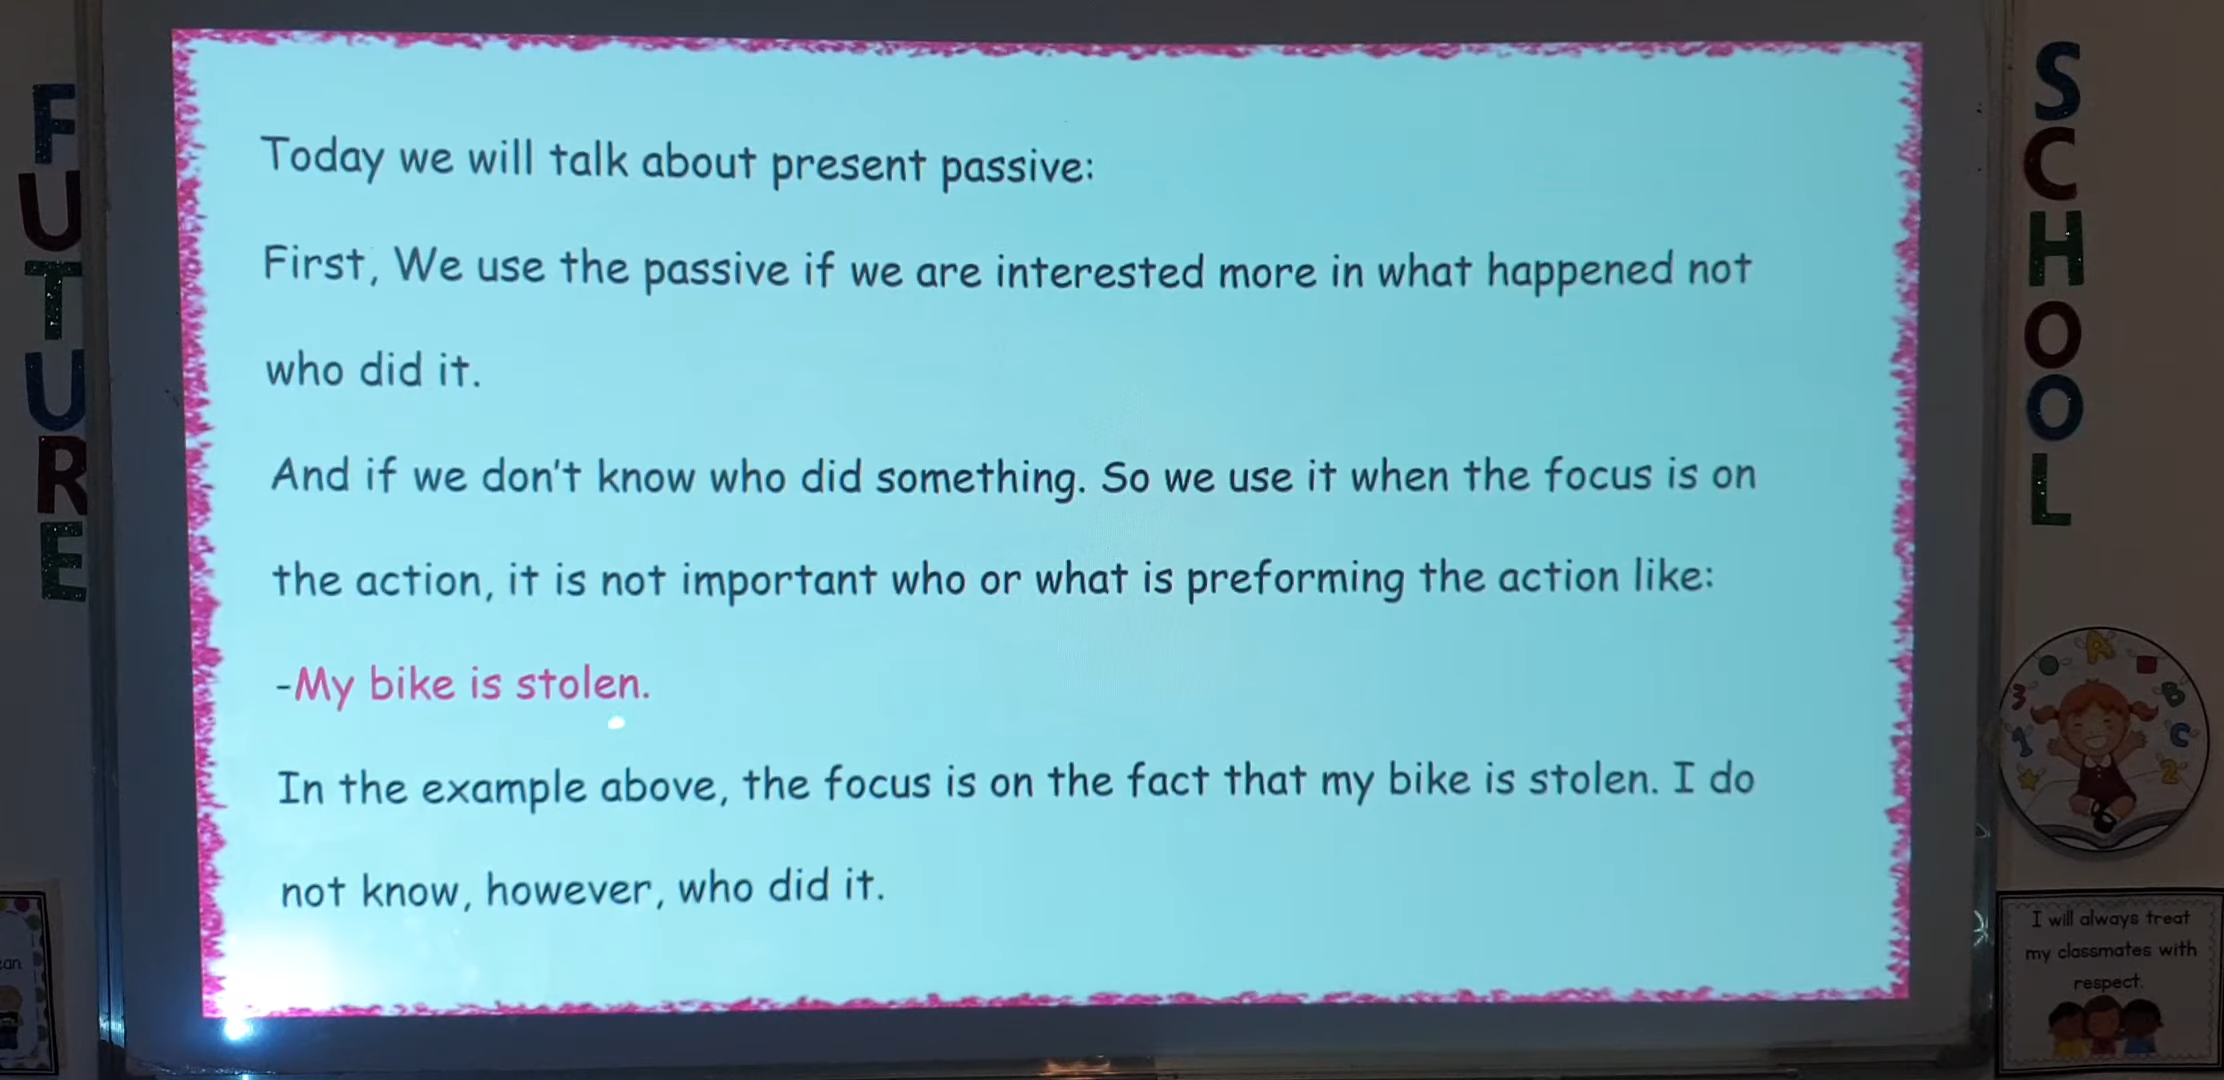 FUTURE
Today we will talk about present passive:
First, We use the passive if we are interested more in what happened not
who did it.
And if we don't know who did something. So we use it when the focus is on
the action, it is not important who or what is preforming the action like:
-My bike is stolen.
In the example above, the focus is on the fact that my bike is stolen. I do
not know, however, who did it.
SCHOOL
A
B
C
3
1
2
I will always treat
my classmates with
respect.